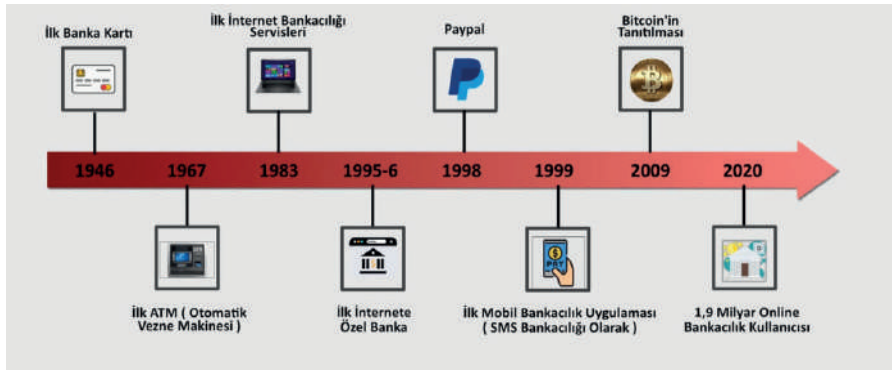 İlk Banka Kartı
İlk İnternet Bankacılığı
Servisleri
Paypal
Bitcoin'in
Tanıtılması
1946
1967
1983
1995-6
1998
1999
2009
2020
İlk ATM ( Otomatik
Vezne Makinesi )
İlk İnternete
Özel Banka
İlk Mobil Bankacılık Uygulaması
( SMS Bankacılığı Olarak )
1,9 Milyar Online
Bankacılık Kullanıcısı
PAY